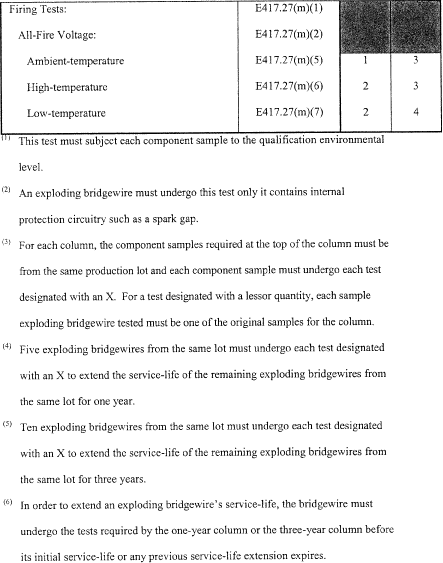 Firing Tests: E417.27(m)(1)
All-Fire Voltage: E417.27(m)(2)
Ambient-temperature E417.27(m)(5) 1 3
High-temperature E417.27(m)(6) 2 3
Low-temperature E417.27(m)(7) 2 4
(1) This test must subject each component sample to the qualification environmental
level.
(2) An exploding bridgewire must undergo this test only it contains internal
protection circuitry such as a spark gap.
(3) For each column, the component samples required at the top of the column must be
from the same production lot and each component sample must undergo each test
designated with an X. For a test designated with a lessor quantity, each sample
exploding bridgewire tested must be one of the original samples for the column.
(4) Five exploding bridgewires from the same lot must undergo each test designated
with an X to extend the service-life of the remaining exploding bridgewires from
the same lot for one year.
(5) Ten exploding bridgewires from the same lot must undergo each test designated
with an X to extend the service-life of the remaining exploding bridgewires from
the same lot for three years.
(6) In order to extend an exploding bridgewire's service-life, the bridgewire must
undergo the tests required by the one-year column or the three-year column before
its initial service-life or any previous service-life extension expires.